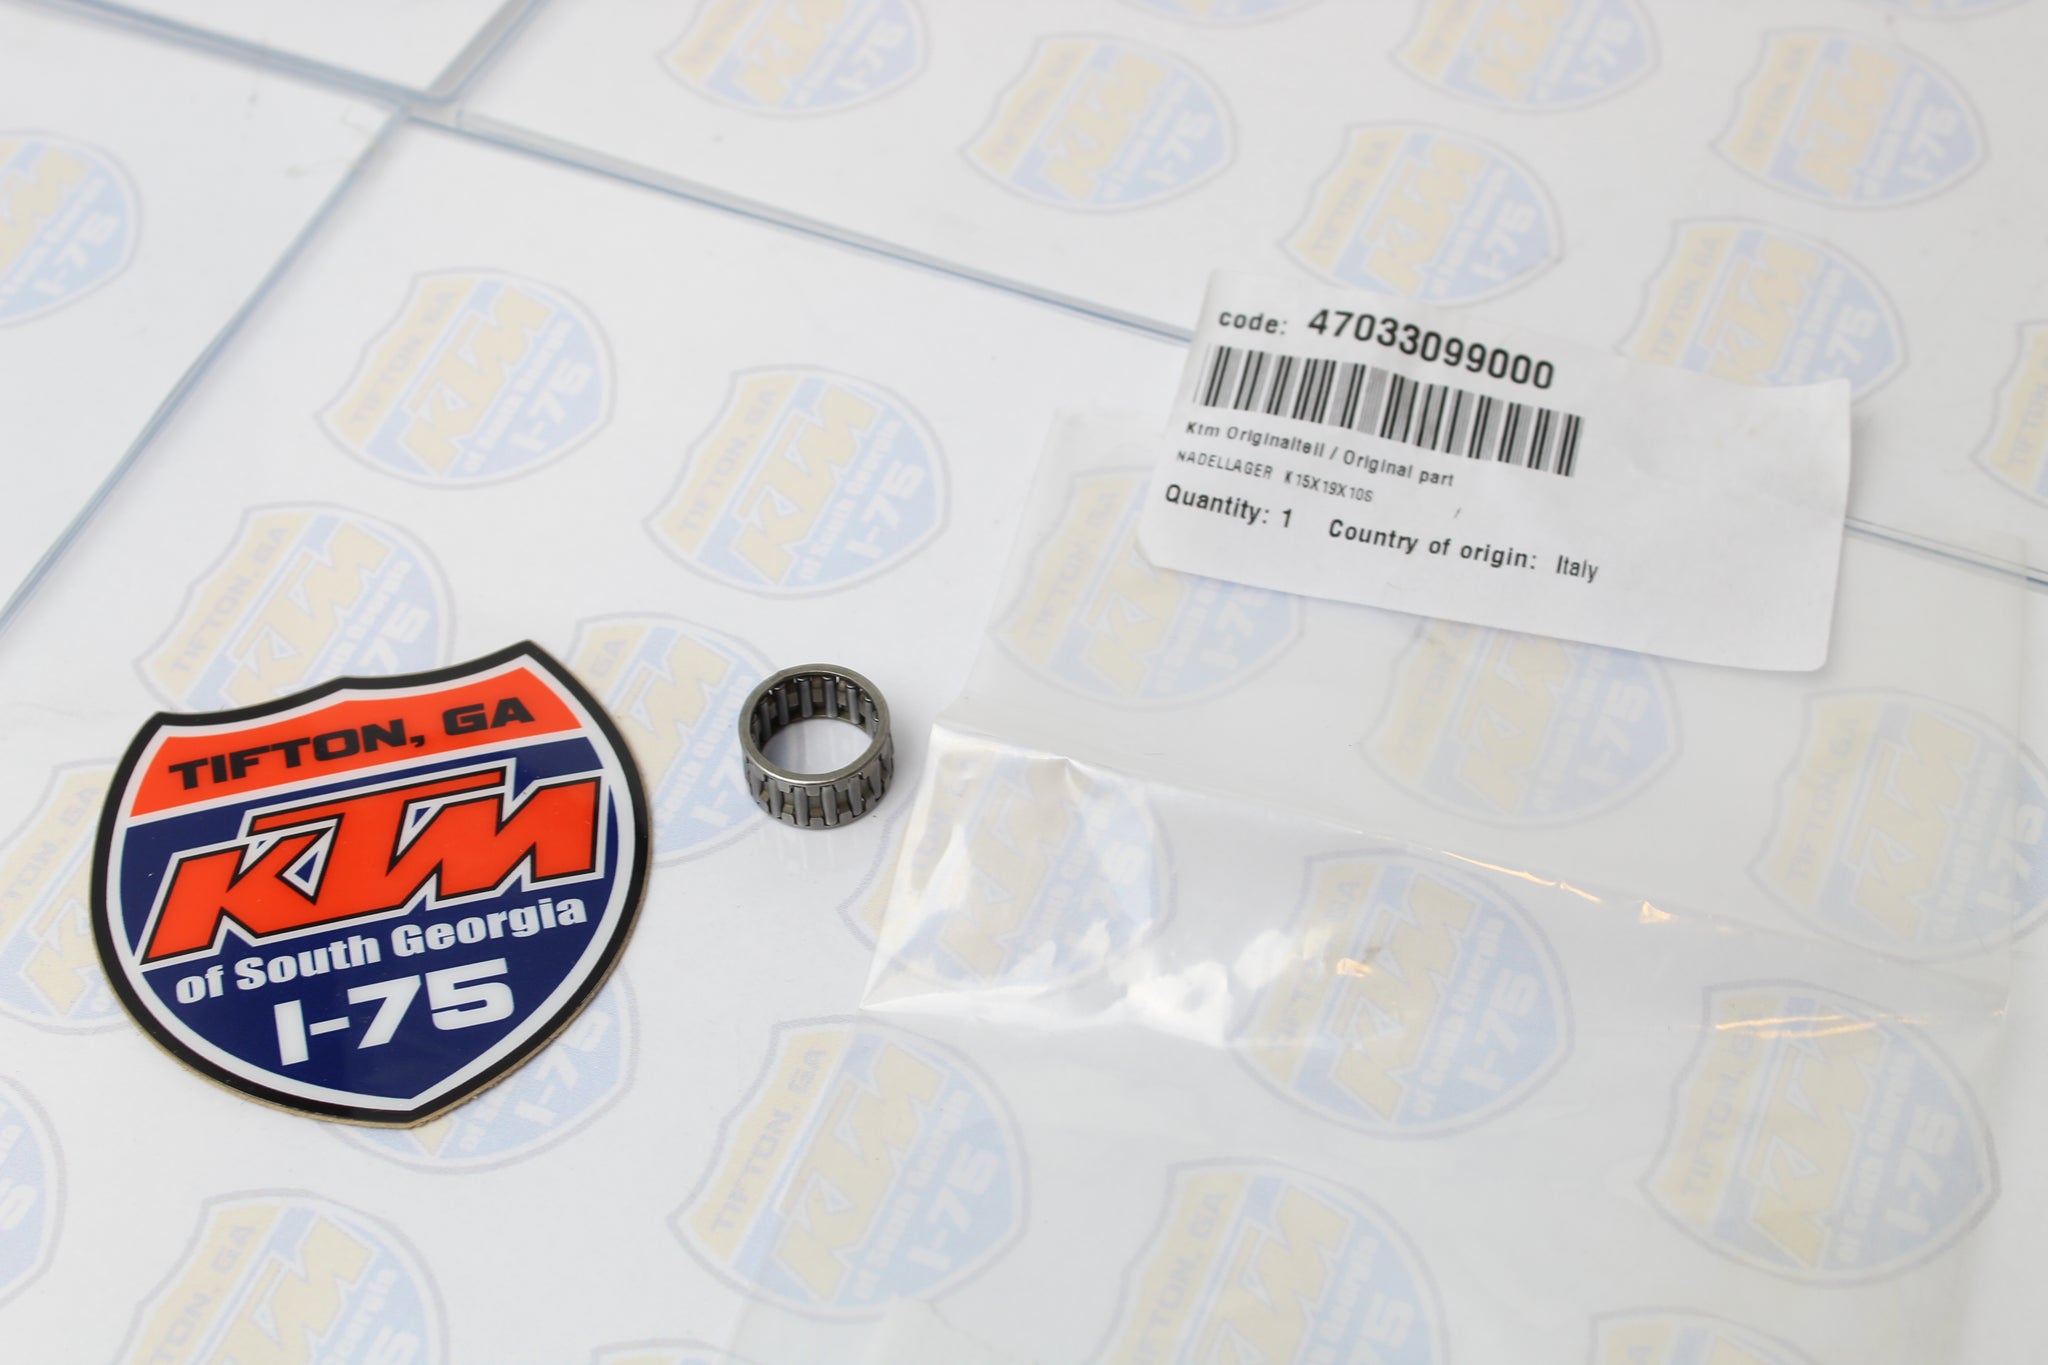 code: 47033099000
Ktm Originalteil / Original part
NADELLAGER K15X19X10S
Quantity: 1 Country of origin: Italy
TIFTON, GA
KTM
of South Georgia
I-75